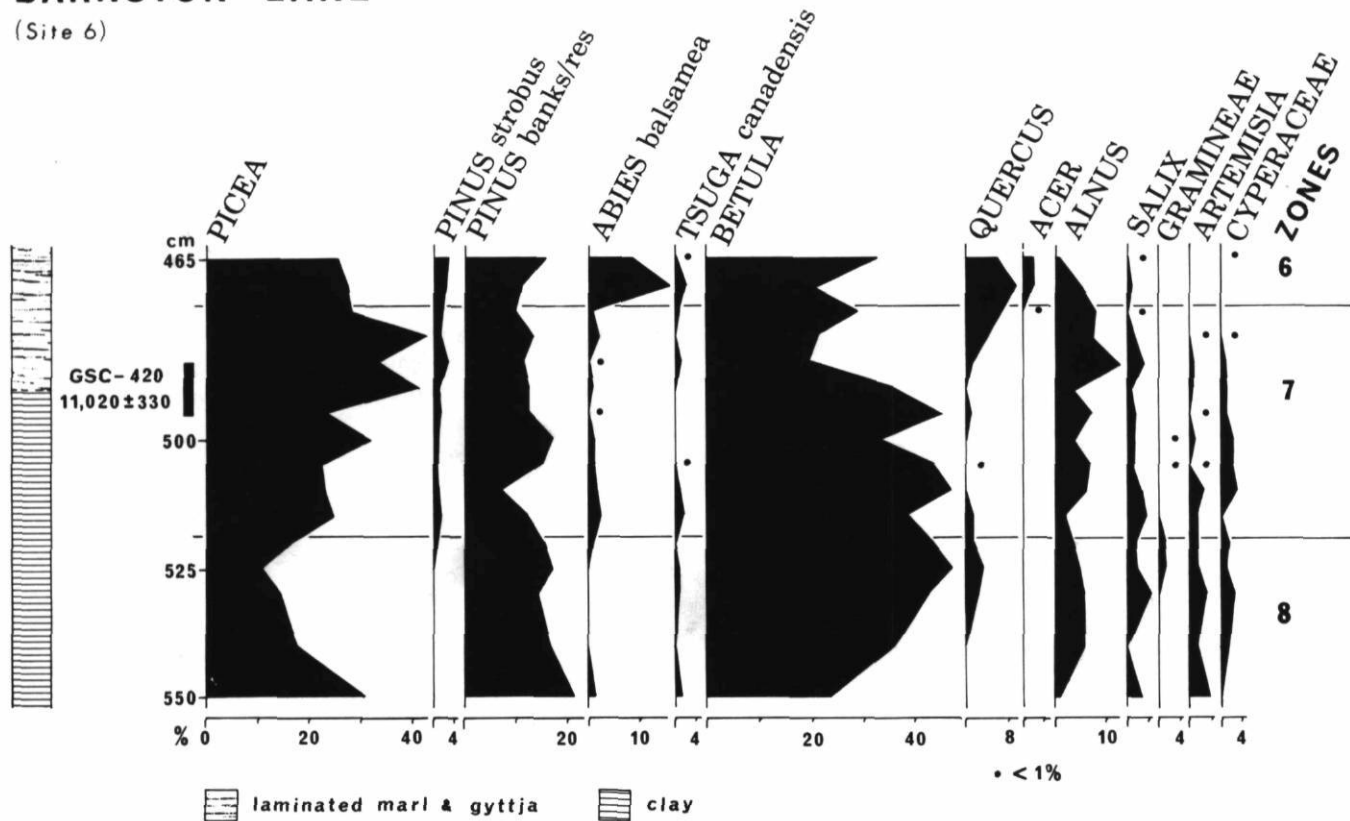 (Site 6)
PICEA
PINUS strobus
PINUS banks/res
ABIES balsamea
TSUGA canadensis
BETULA
QUERCUS
ACER
ALNUS
SALIX
GRAMINEAE
ARTEMISIA
CYPERACEAE
ZONES
cm
465
6
GSC-420
11,020±330
7
500
525
8
550
% 0 20 40 4 20 10 4 20 40 8 10 4 4
• < 1%
laminated marl & gyttja clay